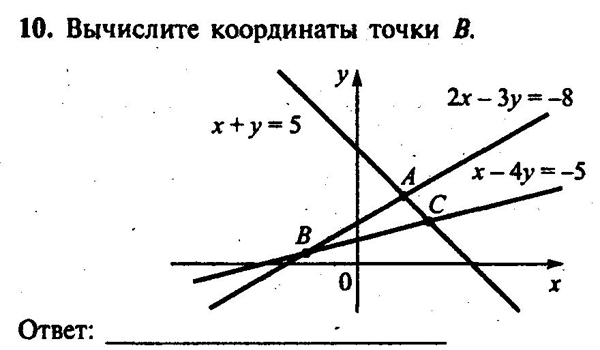 10. Вычислите координаты точки B.
y
2x – 3y = –8
x + y = 5
A
x – 4y = –5
C
B
0
x
Ответ: